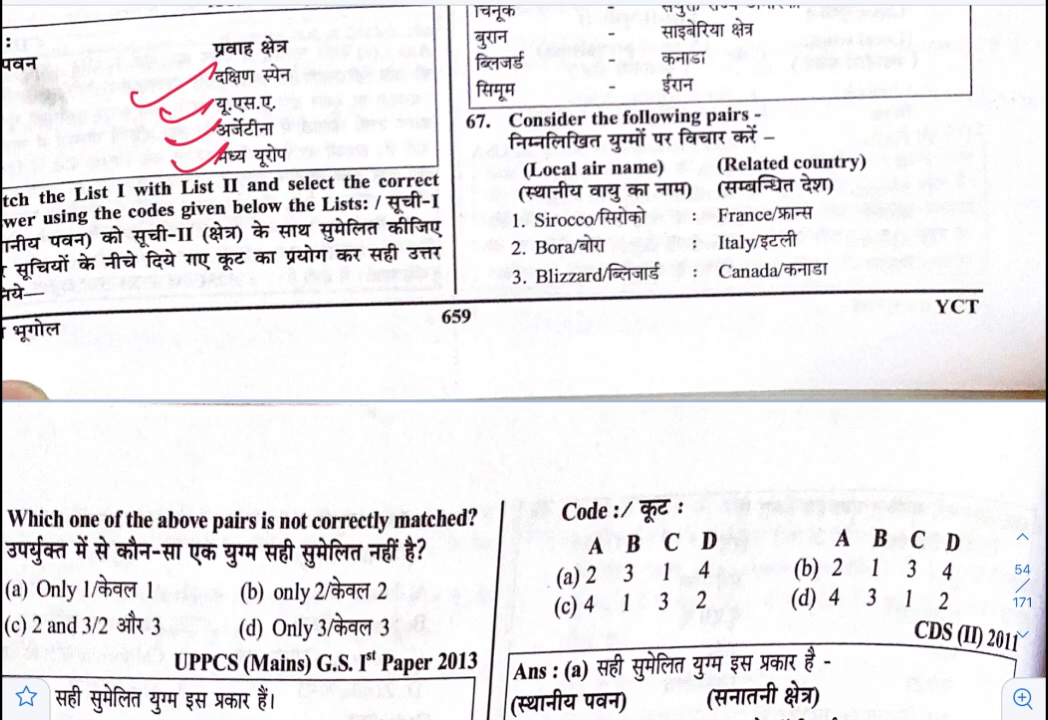 :
पवन
प्रवाह क्षेत्र
दक्षिण स्पेन
यू.एस.ए.
अर्जेंटीना
मध्य यूरोप
tch the List I with List II and select the correct
wer using the codes given below the Lists: / सूची-I
ानीय पवन) को सूची-II (क्षेत्र) के साथ सुमेलित कीजिए
सूचियों के नीचे दिये गए कूट का प्रयोग कर सही उत्तर
भूगोल
चिनूक -
बुरान - साइबेरिया क्षेत्र
ब्लिजर्ड - कनाडा
सिमूम - ईरान
67. Consider the following pairs -
निम्नलिखित युग्मों पर विचार करें –
(Local air name) (Related country)
(स्थानीय वायु का नाम) (सम्बन्धित देश)
1. Sirocco/सिरोको : France/फ्रान्स
2. Bora/बोरा : Italy/इटली
3. Blizzard/ब्लिजार्ड : Canada/कनाडा
659
YCT
Which one of the above pairs is not correctly matched?
उपर्युक्त में से कौन-सा एक युग्म सही सुमेलित नहीं है?
(a) Only 1/केवल 1 (b) only 2/केवल 2
(c) 2 and 3/2 और 3 (d) Only 3/केवल 3
UPPCS (Mains) G.S. Ist Paper 2013
सही सुमेलित युग्म इस प्रकार हैं।
Code :/ कूट :
A B C D A B C D
(a) 2 3 1 4 (b) 2 1 3 4
(c) 4 1 3 2 (d) 4 3 1 2
CDS (II) 2011
Ans : (a) सही सुमेलित युग्म इस प्रकार है -
(स्थानीय पवन) (सनातनी क्षेत्र)
54
171